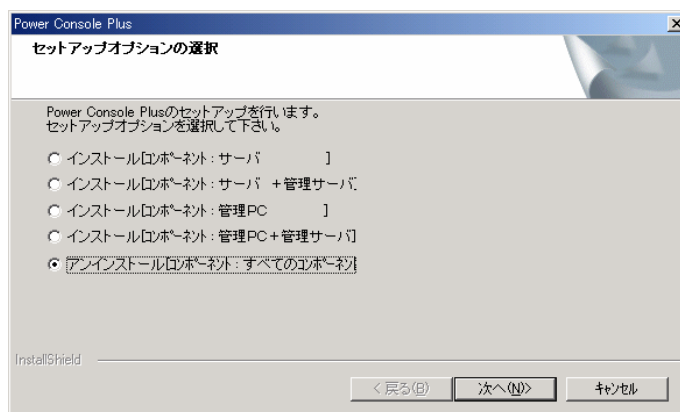 Power Console Plus
セットアップオプションの選択
Power Console Plusのセットアップを行います。
セットアップオプションを選択して下さい。
インストール[コンポーネント：サーバ ]
インストール[コンポーネント：サーバ ＋管理サーバ]
インストール[コンポーネント：管理PC ]
インストール[コンポーネント：管理PC＋管理サーバ]
アンインストール[コンポーネント：すべてのコンポーネン
InstallShield
< 戻る(B)
次へ(N)>
キャンセル